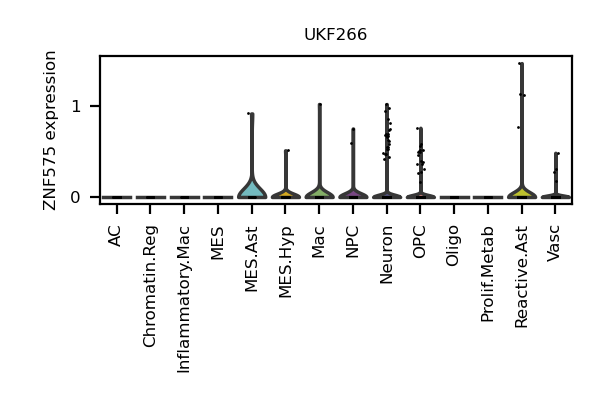 UKF266
ZNF575 expression
1
0
AC
Chromatin.Reg
Inflammatory.Mac
MES
MES.Ast
MES.Hyp
Mac
NPC
Neuron
OPC
Oligo
Prolif.Metab
Reactive.Ast
Vasc